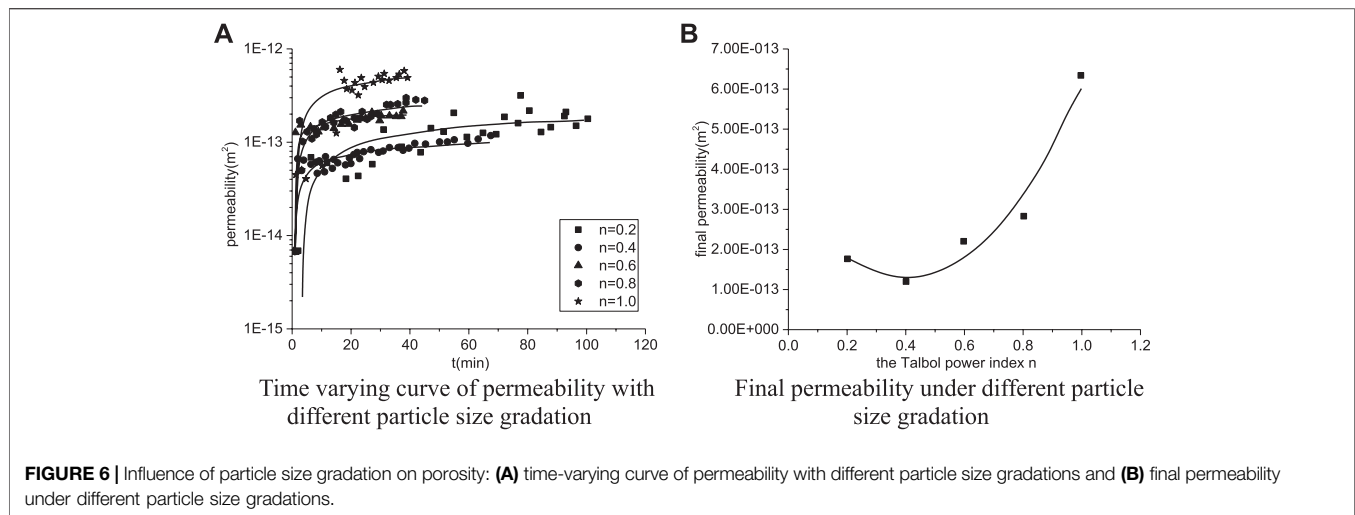 A
1E-12
1E-13
1E-14
1E-15
permeability(m²)
0 20 40 60 80 100 120
t(min)
n=0.2
n=0.4
n=0.6
n=0.8
n=1.0
Time varying curve of permeability with
different particle size gradation
B
7.00E-013
6.00E-013
5.00E-013
4.00E-013
3.00E-013
2.00E-013
1.00E-013
0.00E+000
final permeability(m²)
0.0 0.2 0.4 0.6 0.8 1.0 1.2
the Talbol power index n
Final permeability under different particle
size gradation
FIGURE 6 | Influence of particle size gradation on porosity: (A) time-varying curve of permeability with different particle size gradations and (B) final permeability
under different particle size gradations.